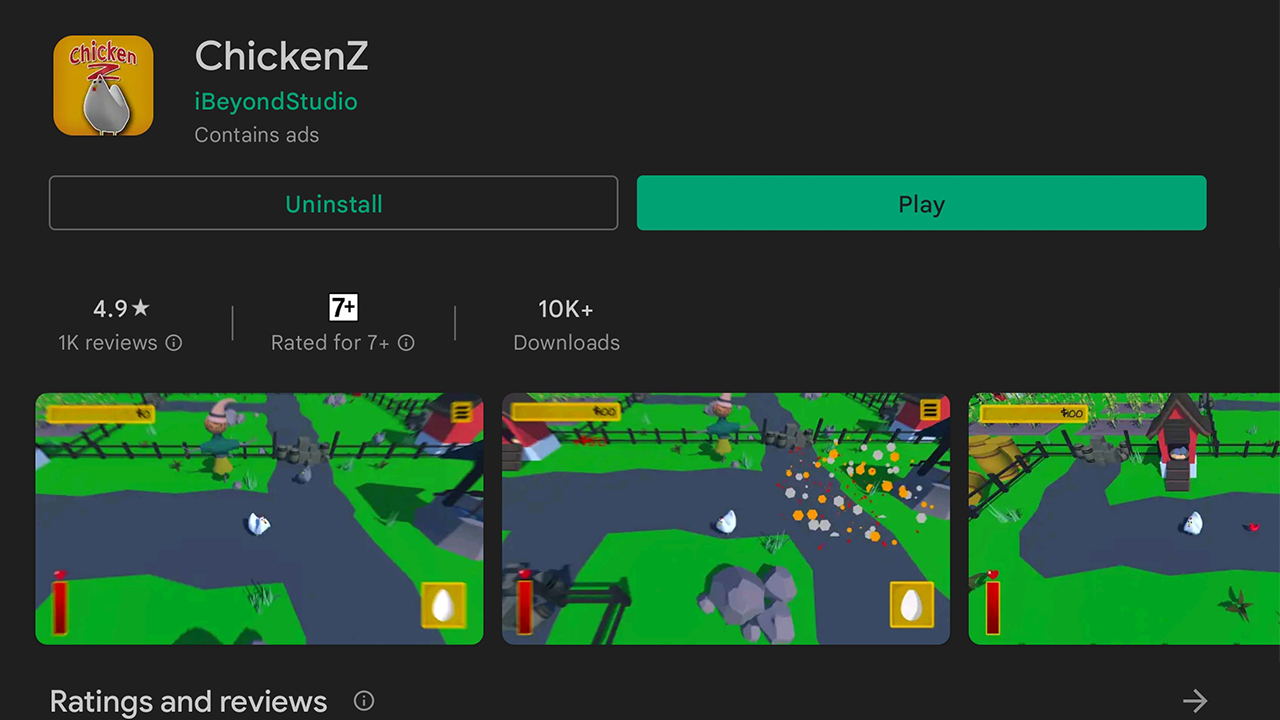 Chicken
Z
ChickenZ
iBeyondStudio
Contains ads
Uninstall
Play
4.9★
1K reviews
7+
Rated for 7+
10K+
Downloads
Ratings and reviews